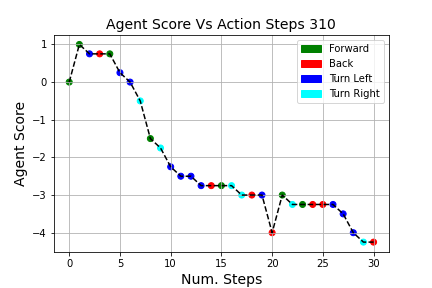 Agent Score Vs Action Steps 310
Agent Score
1
0
−1
−2
−3
−4
Forward
Back
Turn Left
Turn Right
0 5 10 15 20 25 30
Num. Steps